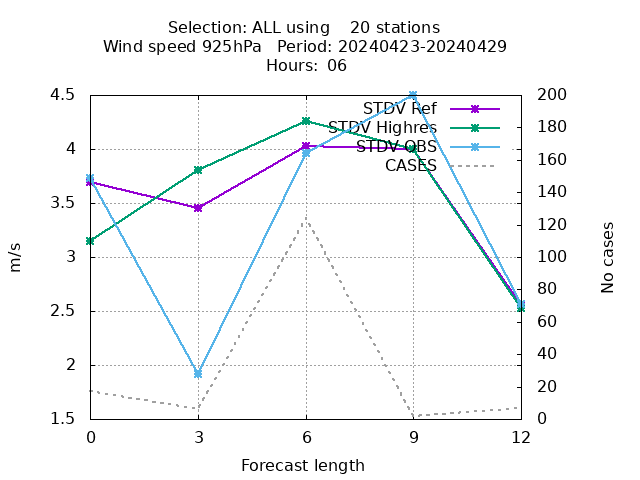 Selection: ALL using    20 stations
Wind speed 925hPa   Period: 20240423-20240429
Hours: 06
4.5
4
3.5
3
2.5
2
1.5
m/s
STDV Ref
STDV Highres
STDV OBS
CASES
200
180
160
140
120
100
80
60
40
20
0
No cases
0
3
6
9
12
Forecast length